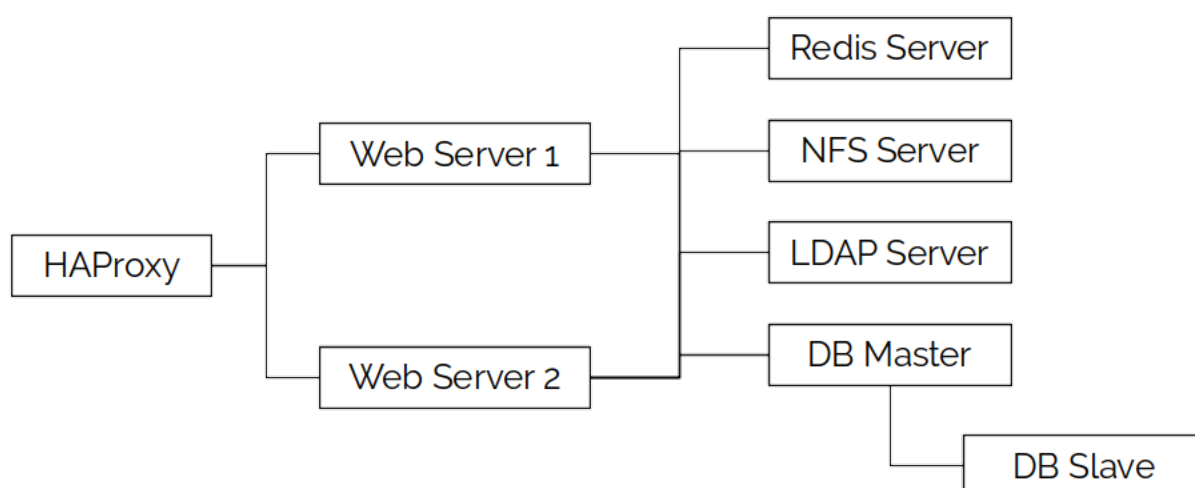 Redis Server
Web Server 1
NFS Server
HAProxy
LDAP Server
Web Server 2
DB Master
DB Slave